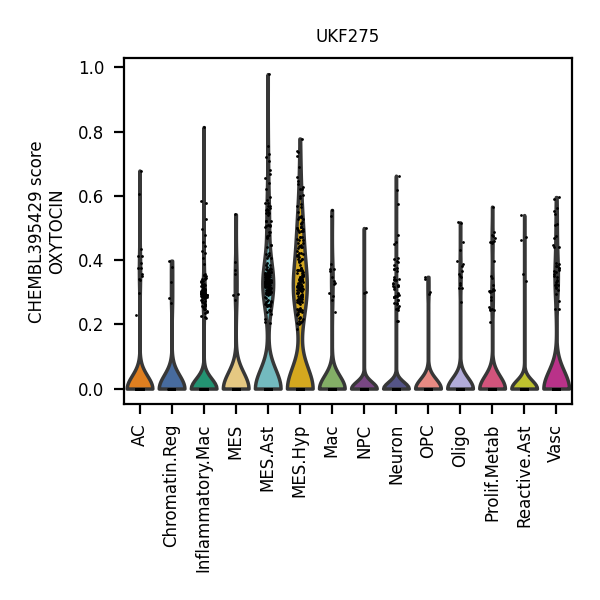 UKF275
CHEMBL395429 score
OXYTOCIN
1.0
0.8
0.6
0.4
0.2
0.0
AC
Chromatin.Reg
Inflammatory.Mac
MES
MES.Ast
MES.Hyp
Mac
NPC
Neuron
OPC
Oligo
Prolif.Metab
Reactive.Ast
Vasc